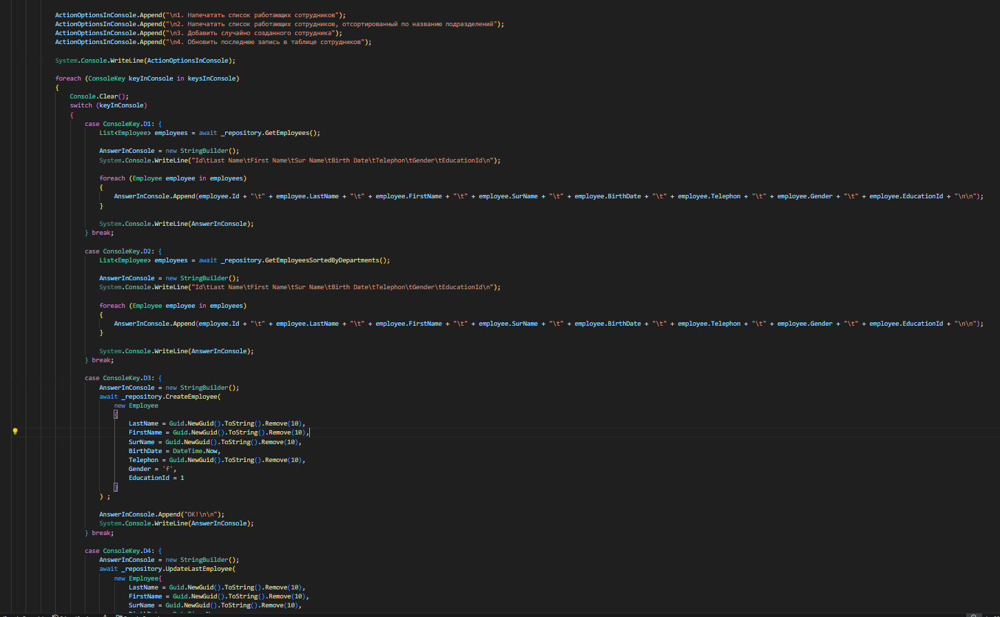 ActionOptionsInConsole.Append("\n1. Напечатать список работающих сотрудников");
ActionOptionsInConsole.Append("\n2. Напечатать список работающих сотрудников, отсортированный по названию подразделений");
ActionOptionsInConsole.Append("\n3. Добавить случайно созданного сотрудника");
ActionOptionsInConsole.Append("\n4. Обновить последнюю запись в таблице сотрудников");
System.Console.WriteLine(ActionOptionsInConsole);
foreach (ConsoleKey keyInConsole in keysInConsole)
{
Console.Clear();
switch (keyInConsole)
{
case ConsoleKey.D1: {
List<Employee> employees = await _repository.GetEmployees();
AnswerInConsole = new StringBuilder();
System.Console.WriteLine("Id\tLast Name\tFirst Name\tSur Name\tBirth Date\tTelephon\tGender\tEducationId\n");
foreach (Employee employee in employees)
{
AnswerInConsole.Append(employee.Id + "\t" + employee.LastName + "\t" + employee.FirstName + "\t" + employee.SurName + "\t" + employee.BirthDate + "\t" + employee.Telephon + "\t" + employee.Gender + "\t" + employee.EducationId + "\n\n");
}
System.Console.WriteLine(AnswerInConsole);
} break;
case ConsoleKey.D2: {
List<Employee> employees = await _repository.GetEmployeesSortedByDepartments();
AnswerInConsole = new StringBuilder();
System.Console.WriteLine("Id\tLast Name\tFirst Name\tSur Name\tBirth Date\tTelephon\tGender\tEducationId\n");
foreach (Employee employee in employees)
{
AnswerInConsole.Append(employee.Id + "\t" + employee.LastName + "\t" + employee.FirstName + "\t" + employee.SurName + "\t" + employee.BirthDate + "\t" + employee.Telephon + "\t" + employee.Gender + "\t" + employee.EducationId + "\n\n");
}
System.Console.WriteLine(AnswerInConsole);
} break;
case ConsoleKey.D3: {
AnswerInConsole = new StringBuilder();
await _repository.CreateEmployee(
new Employee
{
LastName = Guid.NewGuid().ToString().Remove(10),
FirstName = Guid.NewGuid().ToString().Remove(10),
SurName = Guid.NewGuid().ToString().Remove(10),
BirthDate = DateTime.Now,
Telephon = Guid.NewGuid().ToString().Remove(10),
Gender = 'f',
EducationId = 1
}
) ;
AnswerInConsole.Append("OK!\n\n");
System.Console.WriteLine(AnswerInConsole);
} break;
case ConsoleKey.D4: {
AnswerInConsole = new StringBuilder();
await _repository.UpdateLastEmployee(
new Employee{
LastName = Guid.NewGuid().ToString().Remove(10),
FirstName = Guid.NewGuid().ToString().Remove(10),
SurName = Guid.NewGuid().ToString().Remove(10),